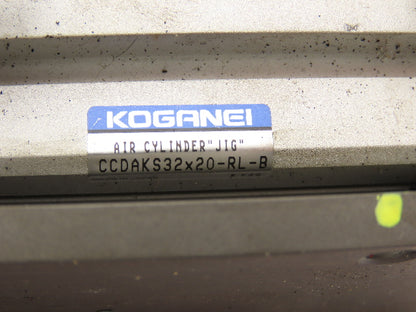 KOGANEI
AIR CYLINDER"JIG"
CCDAKS32x20-RL-B